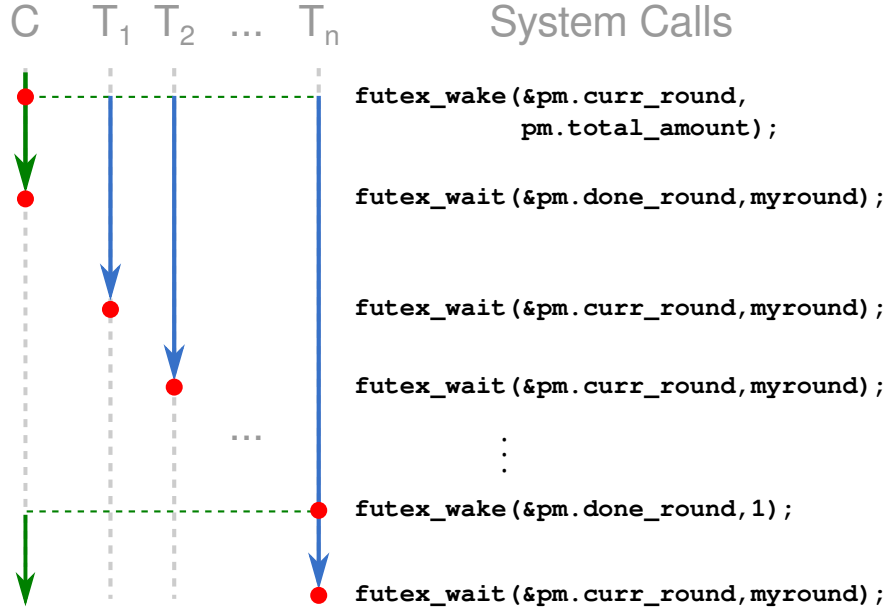 C T1 T2 ... Tn System Calls
futex_wake(&pm.curr_round,
pm.total_amount);
futex_wait(&pm.done_round,myround);
futex_wait(&pm.curr_round,myround);
futex_wait(&pm.curr_round,myround);
...
futex_wake(&pm.done_round,1);
futex_wait(&pm.curr_round,myround);